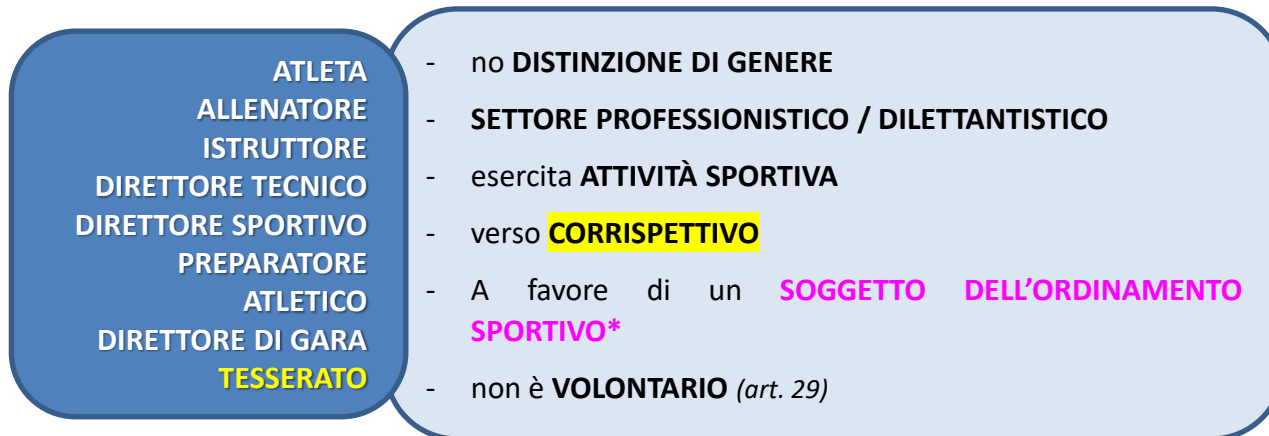 ATLETA
ALLENATORE
ISTRUTTORE
DIRETTORE TECNICO
DIRETTORE SPORTIVO
PREPARATORE
ATLETICO
DIRETTORE DI GARA
TESSERATO
- no DISTINZIONE DI GENERE
- SETTORE PROFESSIONISTICO / DILETTANTISTICO
- esercita ATTIVITÀ SPORTIVA
- verso CORRISPETTIVO
- A favore di un SOGGETTO DELL’ORDINAMENTO
SPORTIVO*
- non è VOLONTARIO (art. 29)